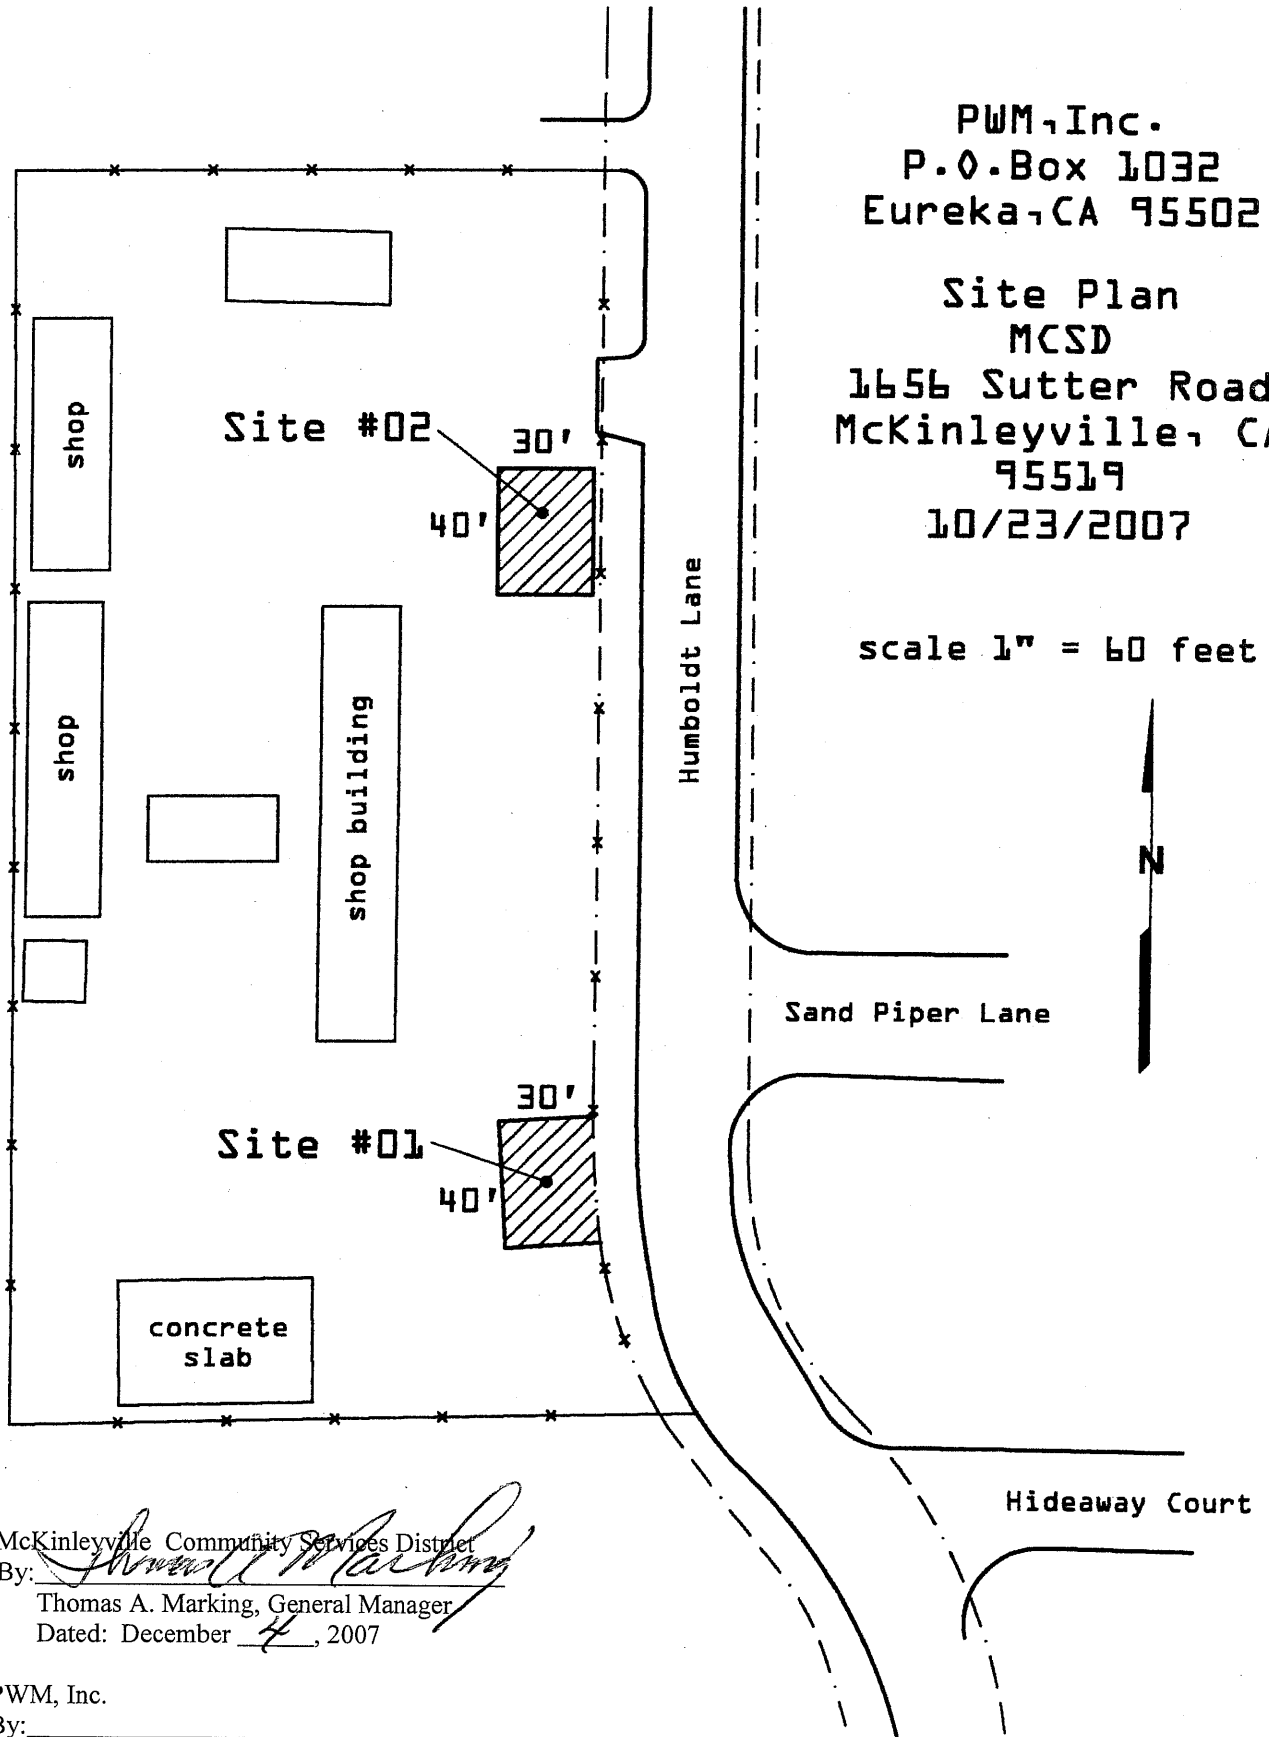 PWM, Inc.
P.O. Box 1032
Eureka, CA 95502
Site Plan
MCSD
1656 Sutter Road
McKinleyville, CA
95519
10/23/2007
scale 1" = 60 feet
N
shop
Site #02
30'
40'
Humboldt Lane
shop
shop building
Sand Piper Lane
30'
Site #01
40'
concrete
slab
Hideaway Court
McKinleyville Community Services District
By: Thomas A Marking
Thomas A. Marking, General Manager
Dated: December 4, 2007
PWM, Inc.
By: